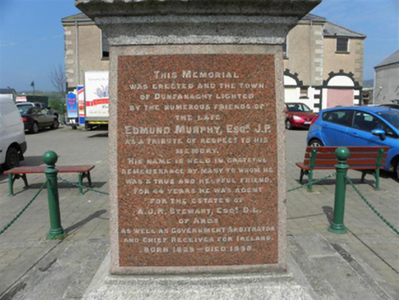 THIS MEMORIAL
WAS ERECTED AND THE TOWN
OF DUNFANAGHY LIGHTED
BY THE NUMEROUS FRIENDS OF
THE LATE
EDMUND MURPHY, ESQR J.P.
AS A TRIBUTE OF RESPECT TO HIS
MEMORY.
HIS NAME IS HELD IN GRATEFUL
REMEMBRANCE BY MANY TO WHOM HE
WAS A TRUE AND HELPFUL FRIEND.
FOR 44 YEARS HE WAS AGENT
FOR THE ESTATES OF
A.J.R. STEWART, ESQR D.L.
OF ARDS
AS WELL AS GOVERNMENT ARBITRATOR
AND CHIEF RECEIVER FOR IRELAND.
BORN
DIED